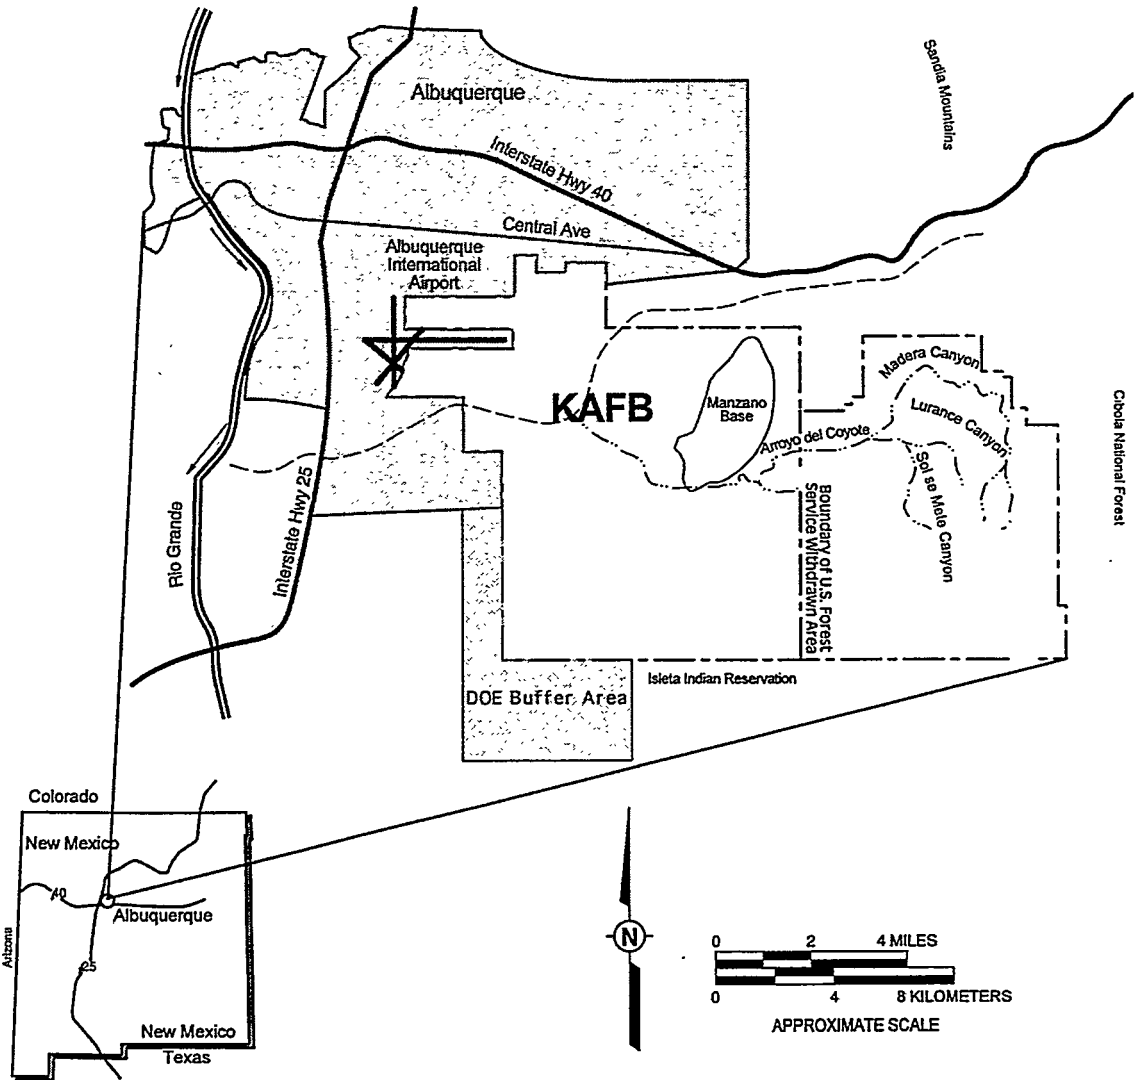 Sandia Mountains
Albuquerque
Interstate Hwy 40
Central Ave
Albuquerque
International
Airport
Madera Canyon
KAFB
Manzano
Base
Lurance Canyon
Arroyo del Coyote
Cibola National Forest
Sol se Mete Canyon
Interstate Hwy 25
Rio Grande
Boundary of U.S. Forest
Service Withdrawn Area
Isleta Indian Reservation
DOE Buffer Area
Colorado
New Mexico
40
Albuquerque
Arizona
25
New Mexico
Texas
N
0 2 4 MILES
0 4 8 KILOMETERS
APPROXIMATE SCALE